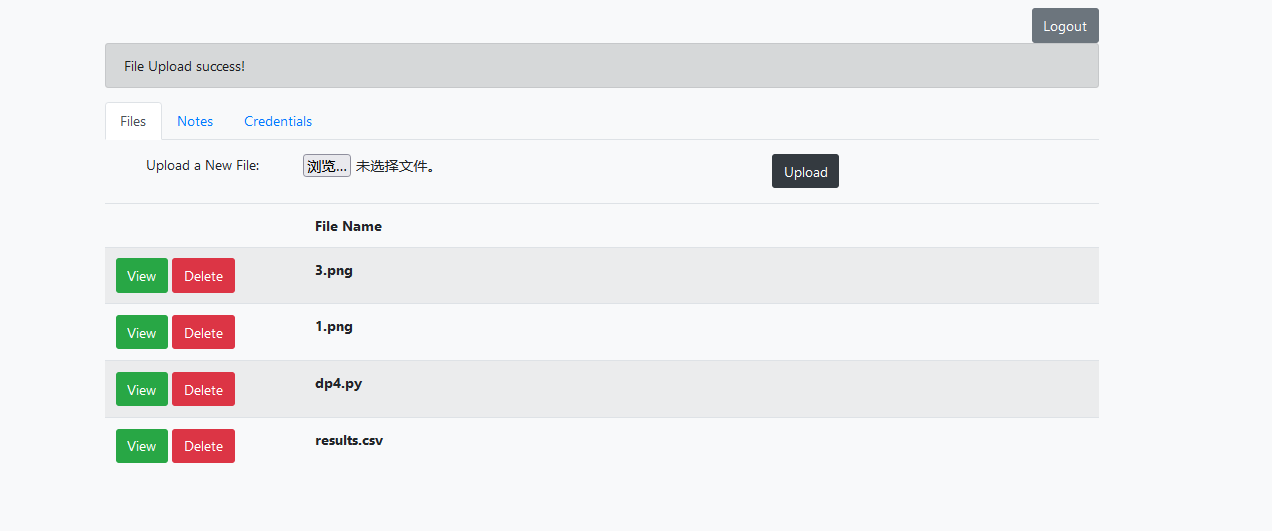 Logout
File Upload success!
Files Notes Credentials
Upload a New File: 浏览... 未选择文件。 Upload
File Name
View Delete 3.png
View Delete 1.png
View Delete dp4.py
View Delete results.csv